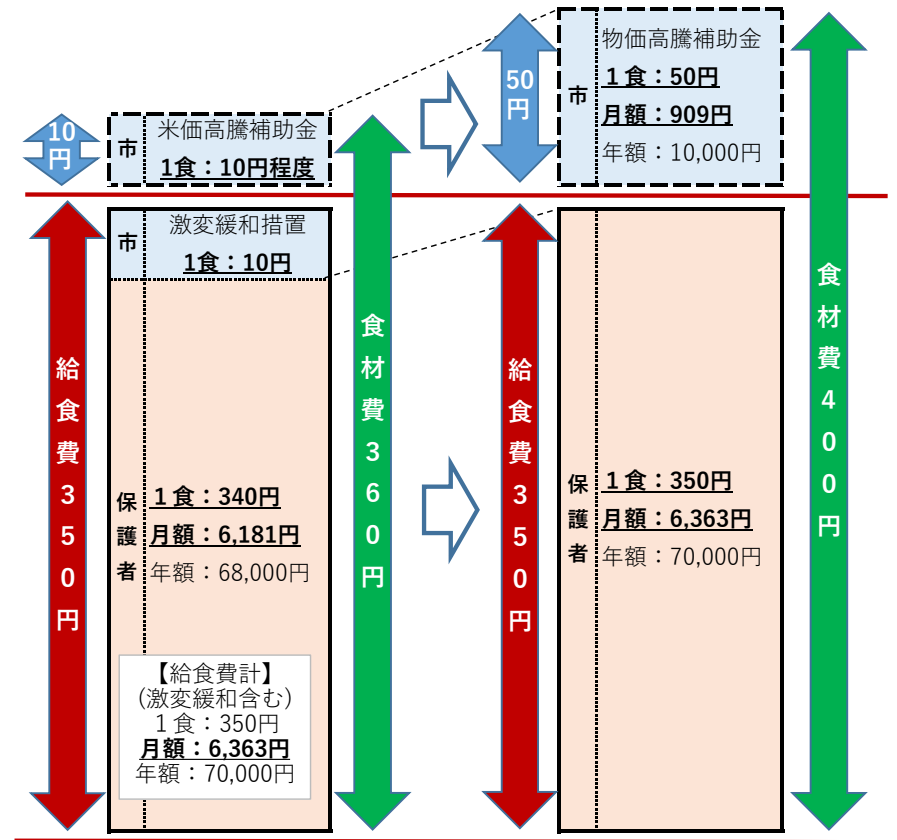 10
円
市
米価高騰補助金
1食：10円程度
市
激変緩和措置
1食：10円
給食費350円
保護者
１食：340円
月額：6,181円
年額：68,000円
【給食費計】
(激変緩和含む)
１食：350円
月額：6,363円
年額：70,000円
食材費360円
50
円
市
物価高騰補助金
１食：50円
月額：909円
年額：10,000円
給食費350円
保護者
１食：350円
月額：6,363円
年額：70,000円
食材費400円